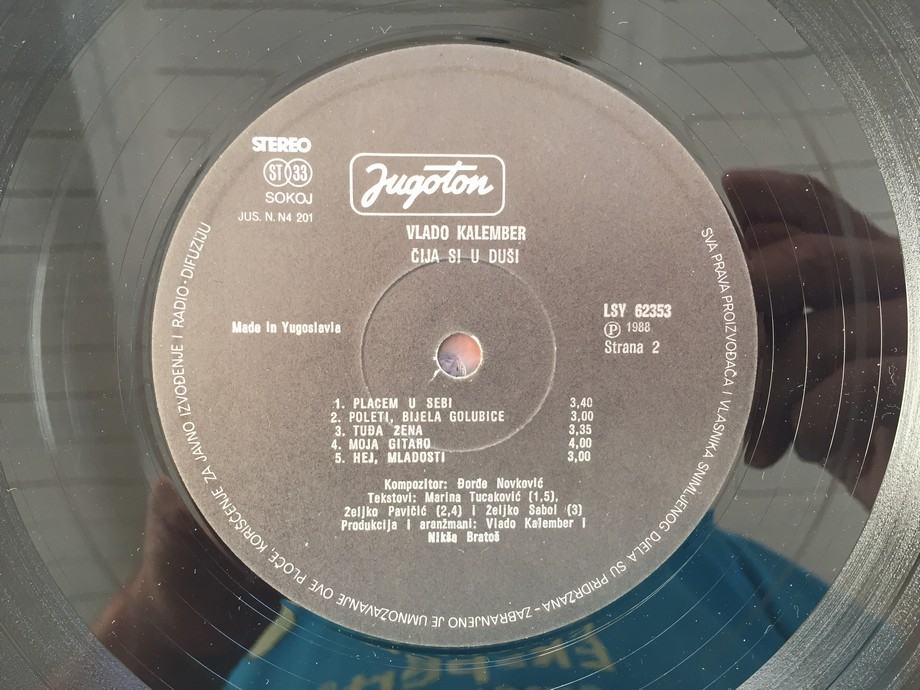 STEREO
ST 33
SOKOJ
JUS. N. N4 201
Jugoton
VLADO KALEMBER
ČIJA SI U DUŠI
Made in Yugoslavia
LSY 62353
Ⓟ 1988
Strana 2
1. PLAČEM U SEBI 3,40
2. POLETI, BIJELA GOLUBICE 3,00
3. TUĐA ŽENA 3,35
4. MOJA GITARO 4,00
5. HEJ, MLADOSTI 3,00
Kompozitor: Đorđe Novković
Tekstovi: Marina Tucaković (1,5),
Željko Pavičić (2,4) i Željko Sabol (3)
Produkcija i aranžmani: Vlado Kalember i
Nikša Bratoš
SVA PRAVA PROIZVOĐAČA I VLASNIKA SNIMLJENOG DJELA SU PRIDRŽANA - ZABRANJENO JE UMNOŽAVANJE OVE PLOČE, KORIŠĆENJE ZA JAVNO IZVOĐENJE I RADIO-DIFUZIJU